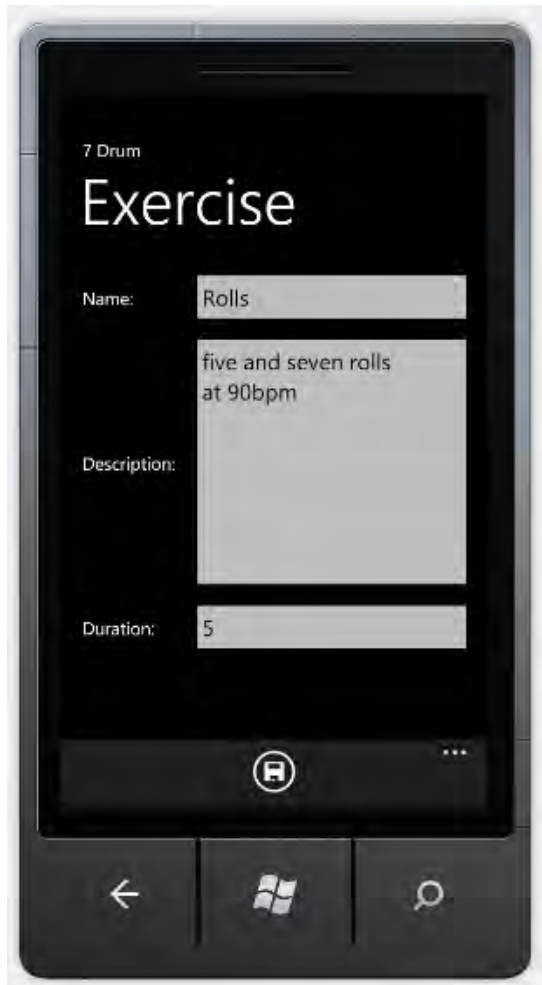 7 Drum
Exercise
Name:
Rolls
five and seven rolls
at 90bpm
Description:
Duration:
5